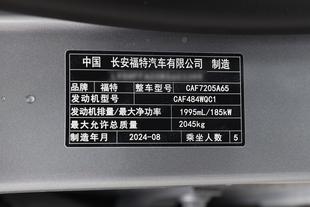 中国 长安福特汽车有限公司 制造
品牌 福特 整车型号 CAF7205A65
发动机型号 CAF484WQC1
发动机排量/最大净功率 1995mL/185kW
最大允许总质量 2045kg
制造年月 2024-08 乘坐人数 5